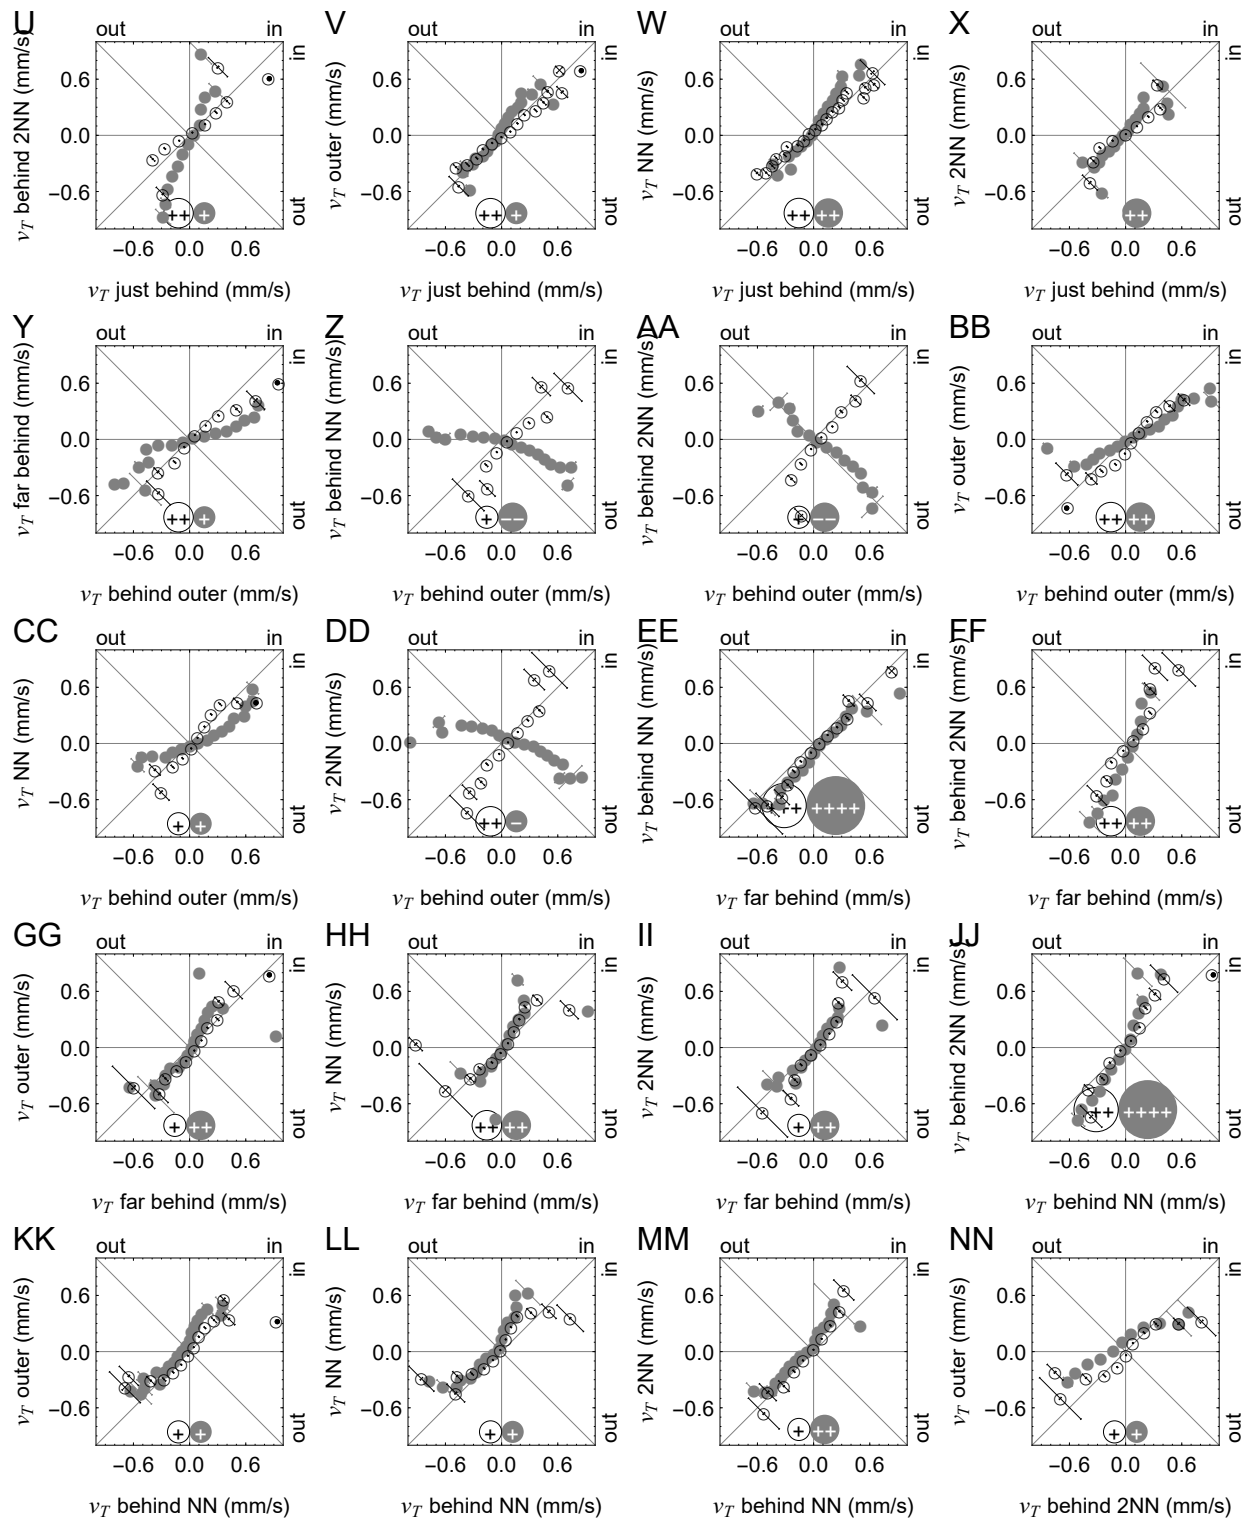 U V W X
out in out in out in out in
v_T behind 2NN (mm/s) v_T outer (mm/s) v_T NN (mm/s) v_T 2NN (mm/s)
0.6 0.6 0.6 0.6
0.0 0.0 0.0 0.0
−0.6 −0.6 −0.6 −0.6
in in in in
out out out out
++ + ++ + ++ ++ ++
−0.6 0.0 0.6 −0.6 0.0 0.6 −0.6 0.0 0.6 −0.6 0.0 0.6
v_T just behind (mm/s) v_T just behind (mm/s) v_T just behind (mm/s) v_T just behind (mm/s)
Y Z AA BB
out in out in out in out in
v_T far behind (mm/s) v_T behind NN (mm/s) v_T behind 2NN (mm/s) v_T outer (mm/s)
0.6 0.6 0.6 0.6
0.0 0.0 0.0 0.0
−0.6 −0.6 −0.6 −0.6
in in in in
out out out out
++ + + −− + −− ++ ++
−0.6 0.0 0.6 −0.6 0.0 0.6 −0.6 0.0 0.6 −0.6 0.0 0.6
v_T behind outer (mm/s) v_T behind outer (mm/s) v_T behind outer (mm/s) v_T behind outer (mm/s)
CC DD EE FF
out in out in out in out in
v_T NN (mm/s) v_T 2NN (mm/s) v_T behind NN (mm/s) v_T behind 2NN (mm/s)
0.6 0.6 0.6 0.6
0.0 0.0 0.0 0.0
−0.6 −0.6 −0.6 −0.6
in in in in
out out out out
+ + ++ − ++ ++++ ++ ++
−0.6 0.0 0.6 −0.6 0.0 0.6 −0.6 0.0 0.6 −0.6 0.0 0.6
v_T behind outer (mm/s) v_T behind outer (mm/s) v_T far behind (mm/s) v_T far behind (mm/s)
GG HH II JJ
out in out in out in out in
v_T outer (mm/s) v_T NN (mm/s) v_T 2NN (mm/s) v_T behind 2NN (mm/s)
0.6 0.6 0.6 0.6
0.0 0.0 0.0 0.0
−0.6 −0.6 −0.6 −0.6
in in in in
out out out out
+ ++ ++ ++ + ++ ++ ++++
−0.6 0.0 0.6 −0.6 0.0 0.6 −0.6 0.0 0.6 −0.6 0.0 0.6
v_T far behind (mm/s) v_T far behind (mm/s) v_T far behind (mm/s) v_T behind NN (mm/s)
KK LL MM NN
out in out in out in out in
v_T outer (mm/s) v_T NN (mm/s) v_T 2NN (mm/s) v_T outer (mm/s)
0.6 0.6 0.6 0.6
0.0 0.0 0.0 0.0
−0.6 −0.6 −0.6 −0.6
in in in in
out out out out
+ + + + + ++ + +
−0.6 0.0 0.6 −0.6 0.0 0.6 −0.6 0.0 0.6 −0.6 0.0 0.6
v_T behind NN (mm/s) v_T behind NN (mm/s) v_T behind NN (mm/s) v_T behind 2NN (mm/s)